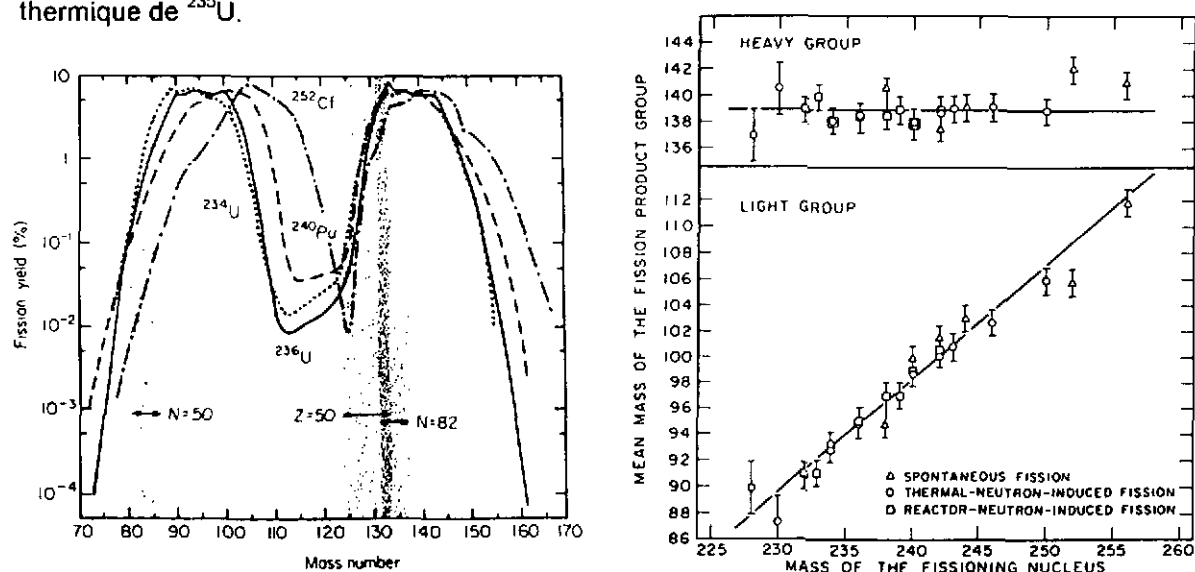 thermique de ²³⁵U.
Fission yield (%)
10
1
10⁻¹
10⁻²
10⁻³
10⁻⁴
²⁵²Cf
²³⁴U
²⁴⁰Pu
²³⁶U
N=50
Z=50
N=82
70 80 90 100 110 120 130 140 150 160 170
Mass number
MEAN MASS OF THE FISSION PRODUCT GROUP
HEAVY GROUP
144
142
140
138
136
LIGHT GROUP
112
110
108
106
104
102
100
98
96
94
92
90
88
86
△ SPONTANEOUS FISSION
○ THERMAL-NEUTRON-INDUCED FISSION
□ REACTOR-NEUTRON-INDUCED FISSION
225 230 235 240 245 250 255 260
MASS OF THE FISSIONING NUCLEUS